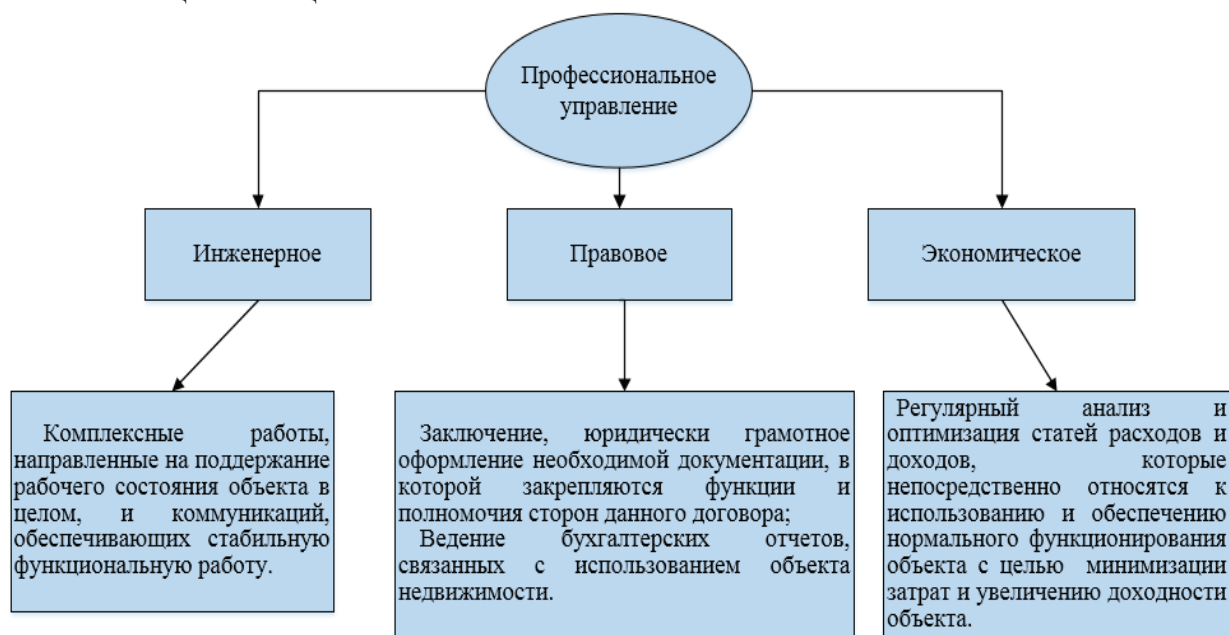 Профессиональное
управление
Инженерное
Правовое
Экономическое
Комплексные работы,
направленные на поддержание
рабочего состояния объекта в
целом, и коммуникаций,
обеспечивающих стабильную
функциональную работу.
Заключение, юридически грамотное
оформление необходимой документации, в
которой закрепляются функции и
полномочия сторон данного договора;
Ведение бухгалтерских отчетов,
связанных с использованием объекта
недвижимости.
Регулярный анализ и
оптимизация статей расходов и
доходов, которые
непосредственно относятся к
использованию и обеспечению
нормального функционирования
объекта с целью минимизации
затрат и увеличению доходности
объекта.